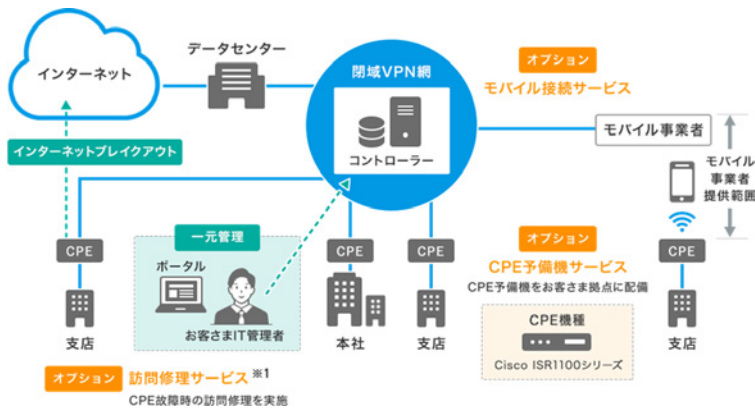 インターネット
データセンター
閉域VPN網
コントローラー
オプション
モバイル接続サービス
モバイル事業者
モバイル
事業者
提供範囲
インターネットブレイクアウト
CPE
支店
一元管理
ポータル
お客さまIT管理者
CPE
本社
CPE
支店
オプション
CPE予備機サービス
CPE予備機をお客さま拠点に配備
CPE機種
Cisco ISR1100シリーズ
CPE
支店
オプション 訪問修理サービス※1
CPE故障時の訪問修理を実施